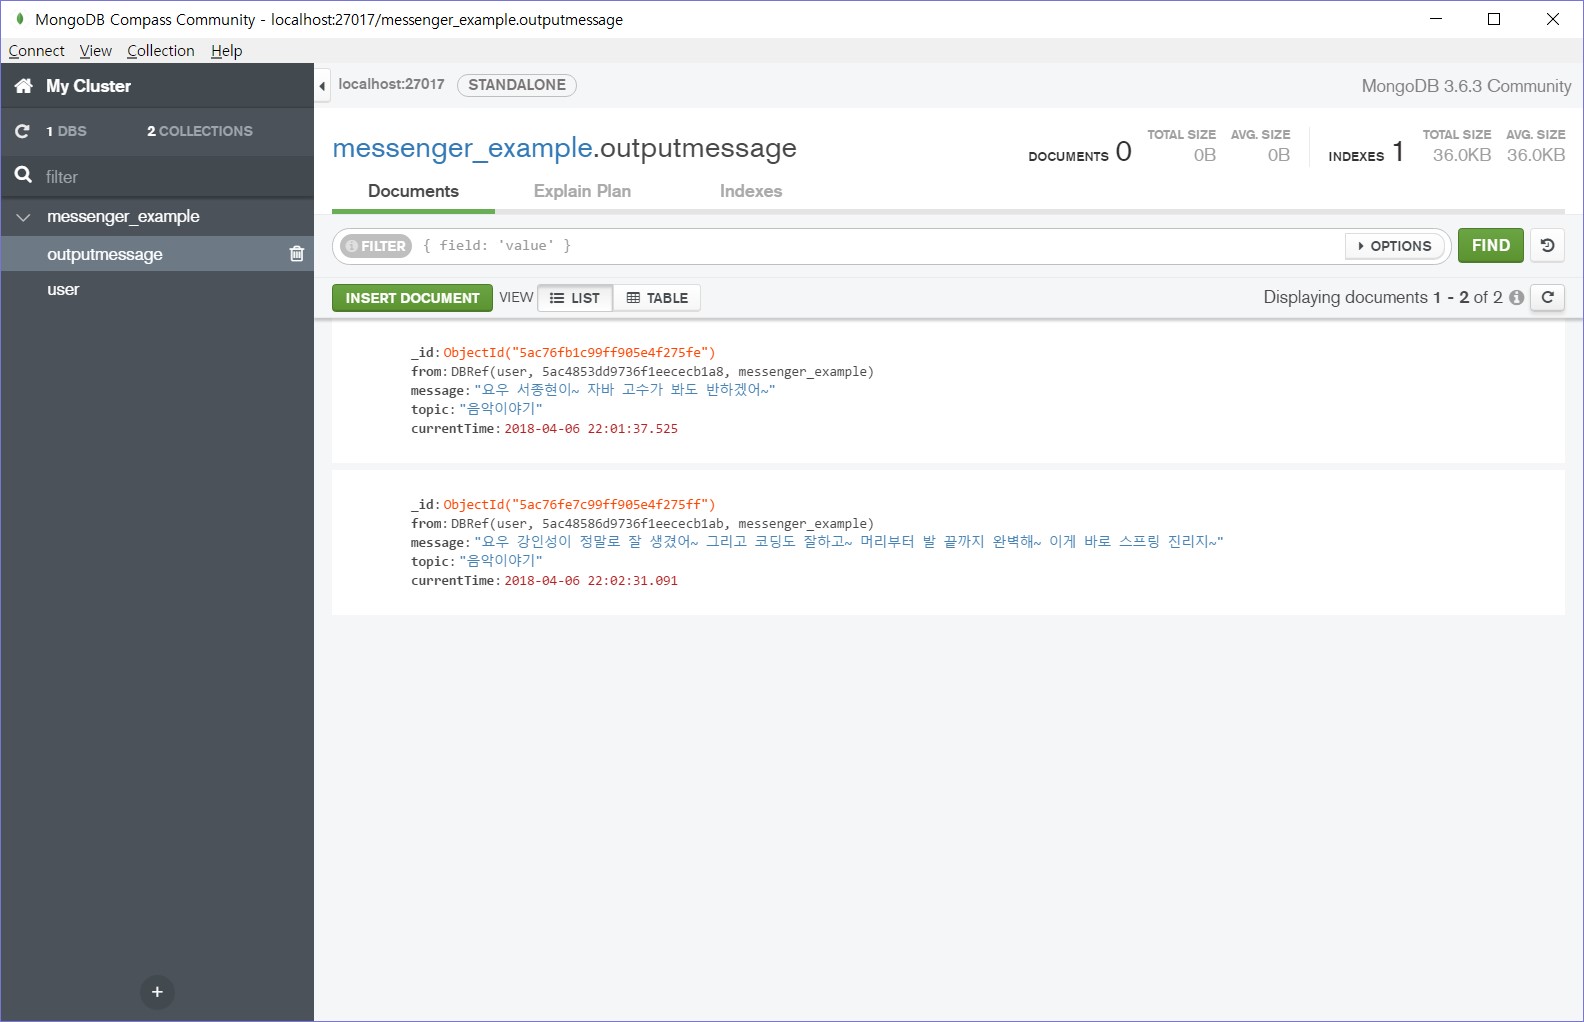 MongoDB Compass Community - localhost:27017/messenger_example.outputmessage
Connect View Collection Help
My Cluster
localhost:27017 STANDALONE
MongoDB 3.6.3 Community
1 DBS 2 COLLECTIONS
filter
messenger_example
outputmessage
user
messenger_example.outputmessage
DOCUMENTS 0 TOTAL SIZE 0B AVG. SIZE 0B
INDEXES 1 TOTAL SIZE 36.0KB AVG. SIZE 36.0KB
Documents Explain Plan Indexes
FILTER { field: 'value' } OPTIONS FIND
INSERT DOCUMENT VIEW LIST TABLE Displaying documents 1 - 2 of 2
_id: ObjectId("5ac76fb1c99ff905e4f275fe")
from: DBRef(user, 5ac4853dd9736f1eececb1a8, messenger_example)
message: "요우 서종현이~ 자바 고수가 봐도 반하겠어~"
topic: "음악이야기"
currentTime: 2018-04-06 22:01:37.525
_id: ObjectId("5ac76fe7c99ff905e4f275ff")
from: DBRef(user, 5ac48586d9736f1eececb1ab, messenger_example)
message: "요우 강인성이 정말로 잘 생겼어~ 그리고 코딩도 잘하고~ 머리부터 발 끝까지 완벽해~ 이게 바로 스프링 진리지~"
topic: "음악이야기"
currentTime: 2018-04-06 22:02:31.091